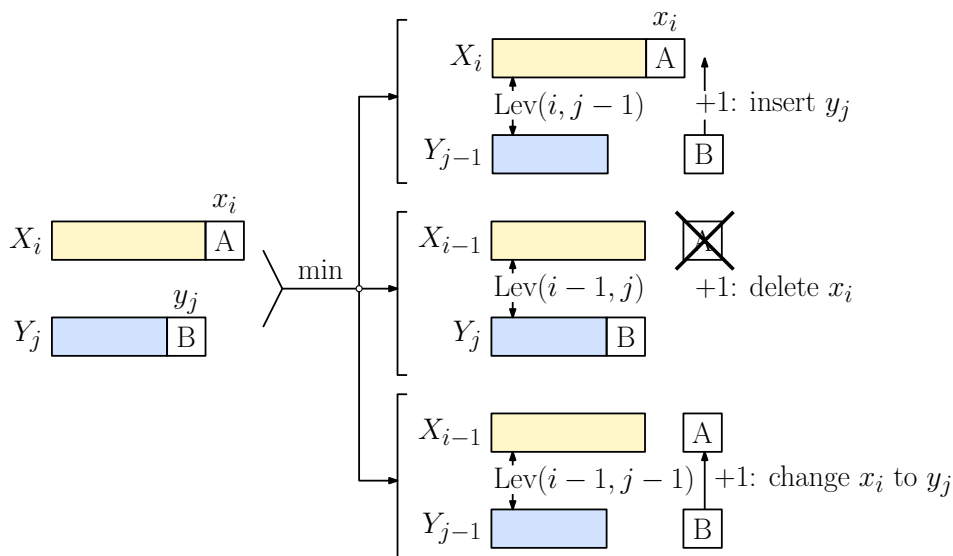 x_i
X_i A
Lev(i, j − 1) +1: insert y_j
Y_{j−1} B
x_i
X_i A
y_j
Y_j B
min
X_{i−1} A
Lev(i − 1, j) +1: delete x_i
Y_j B
X_{i−1} A
Lev(i − 1, j − 1) +1: change x_i to y_j
Y_{j−1} B